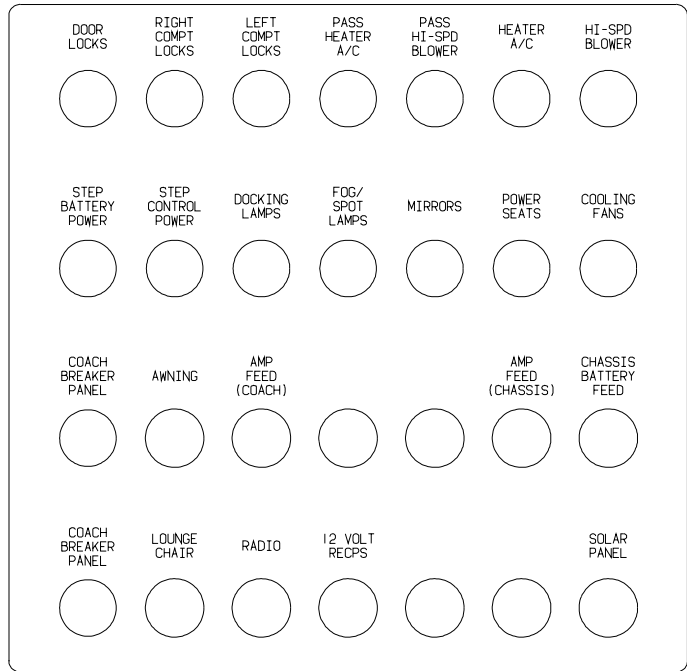 DOOR
LOCKS
RIGHT
COMPT
LOCKS
LEFT
COMPT
LOCKS
PASS
HEATER
A/C
PASS
HI-SPD
BLOWER
HEATER
A/C
HI-SPD
BLOWER
STEP
BATTERY
POWER
STEP
CONTROL
POWER
DOCKING
LAMPS
FOG/
SPOT
LAMPS
MIRRORS
POWER
SEATS
COOLING
FANS
COACH
BREAKER
PANEL
AWNING
AMP
FEED
(COACH)
AMP
FEED
(CHASSIS)
CHASSIS
BATTERY
FEED
COACH
BREAKER
PANEL
LOUNGE
CHAIR
RADIO
12 VOLT
RECPS
SOLAR
PANEL